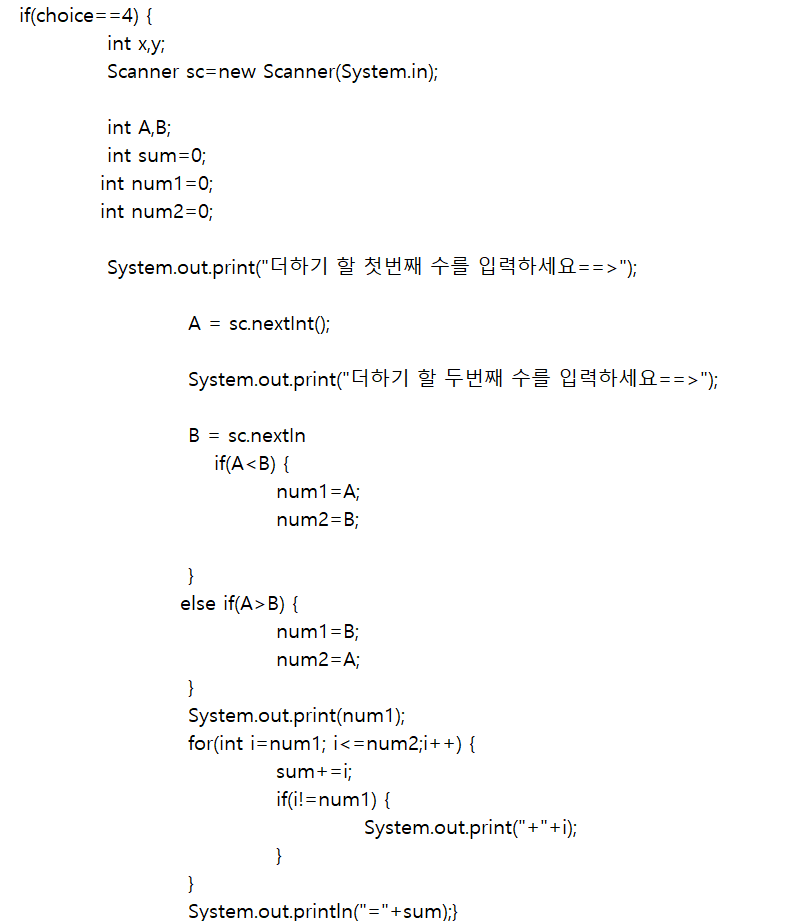 if(choice==4) {
int x,y;
Scanner sc=new Scanner(System.in);
int A,B;
int sum=0;
int num1=0;
int num2=0;
System.out.print("더하기 할 첫번째 수를 입력하세요==>");
A = sc.nextInt();
System.out.print("더하기 할 두번째 수를 입력하세요==>");
B = sc.nextIn
if(A<B) {
num1=A;
num2=B;
}
else if(A>B) {
num1=B;
num2=A;
}
System.out.print(num1);
for(int i=num1; i<=num2;i++) {
sum+=i;
if(i!=num1) {
System.out.print("+"+i);
}
}
System.out.println("="+sum);}